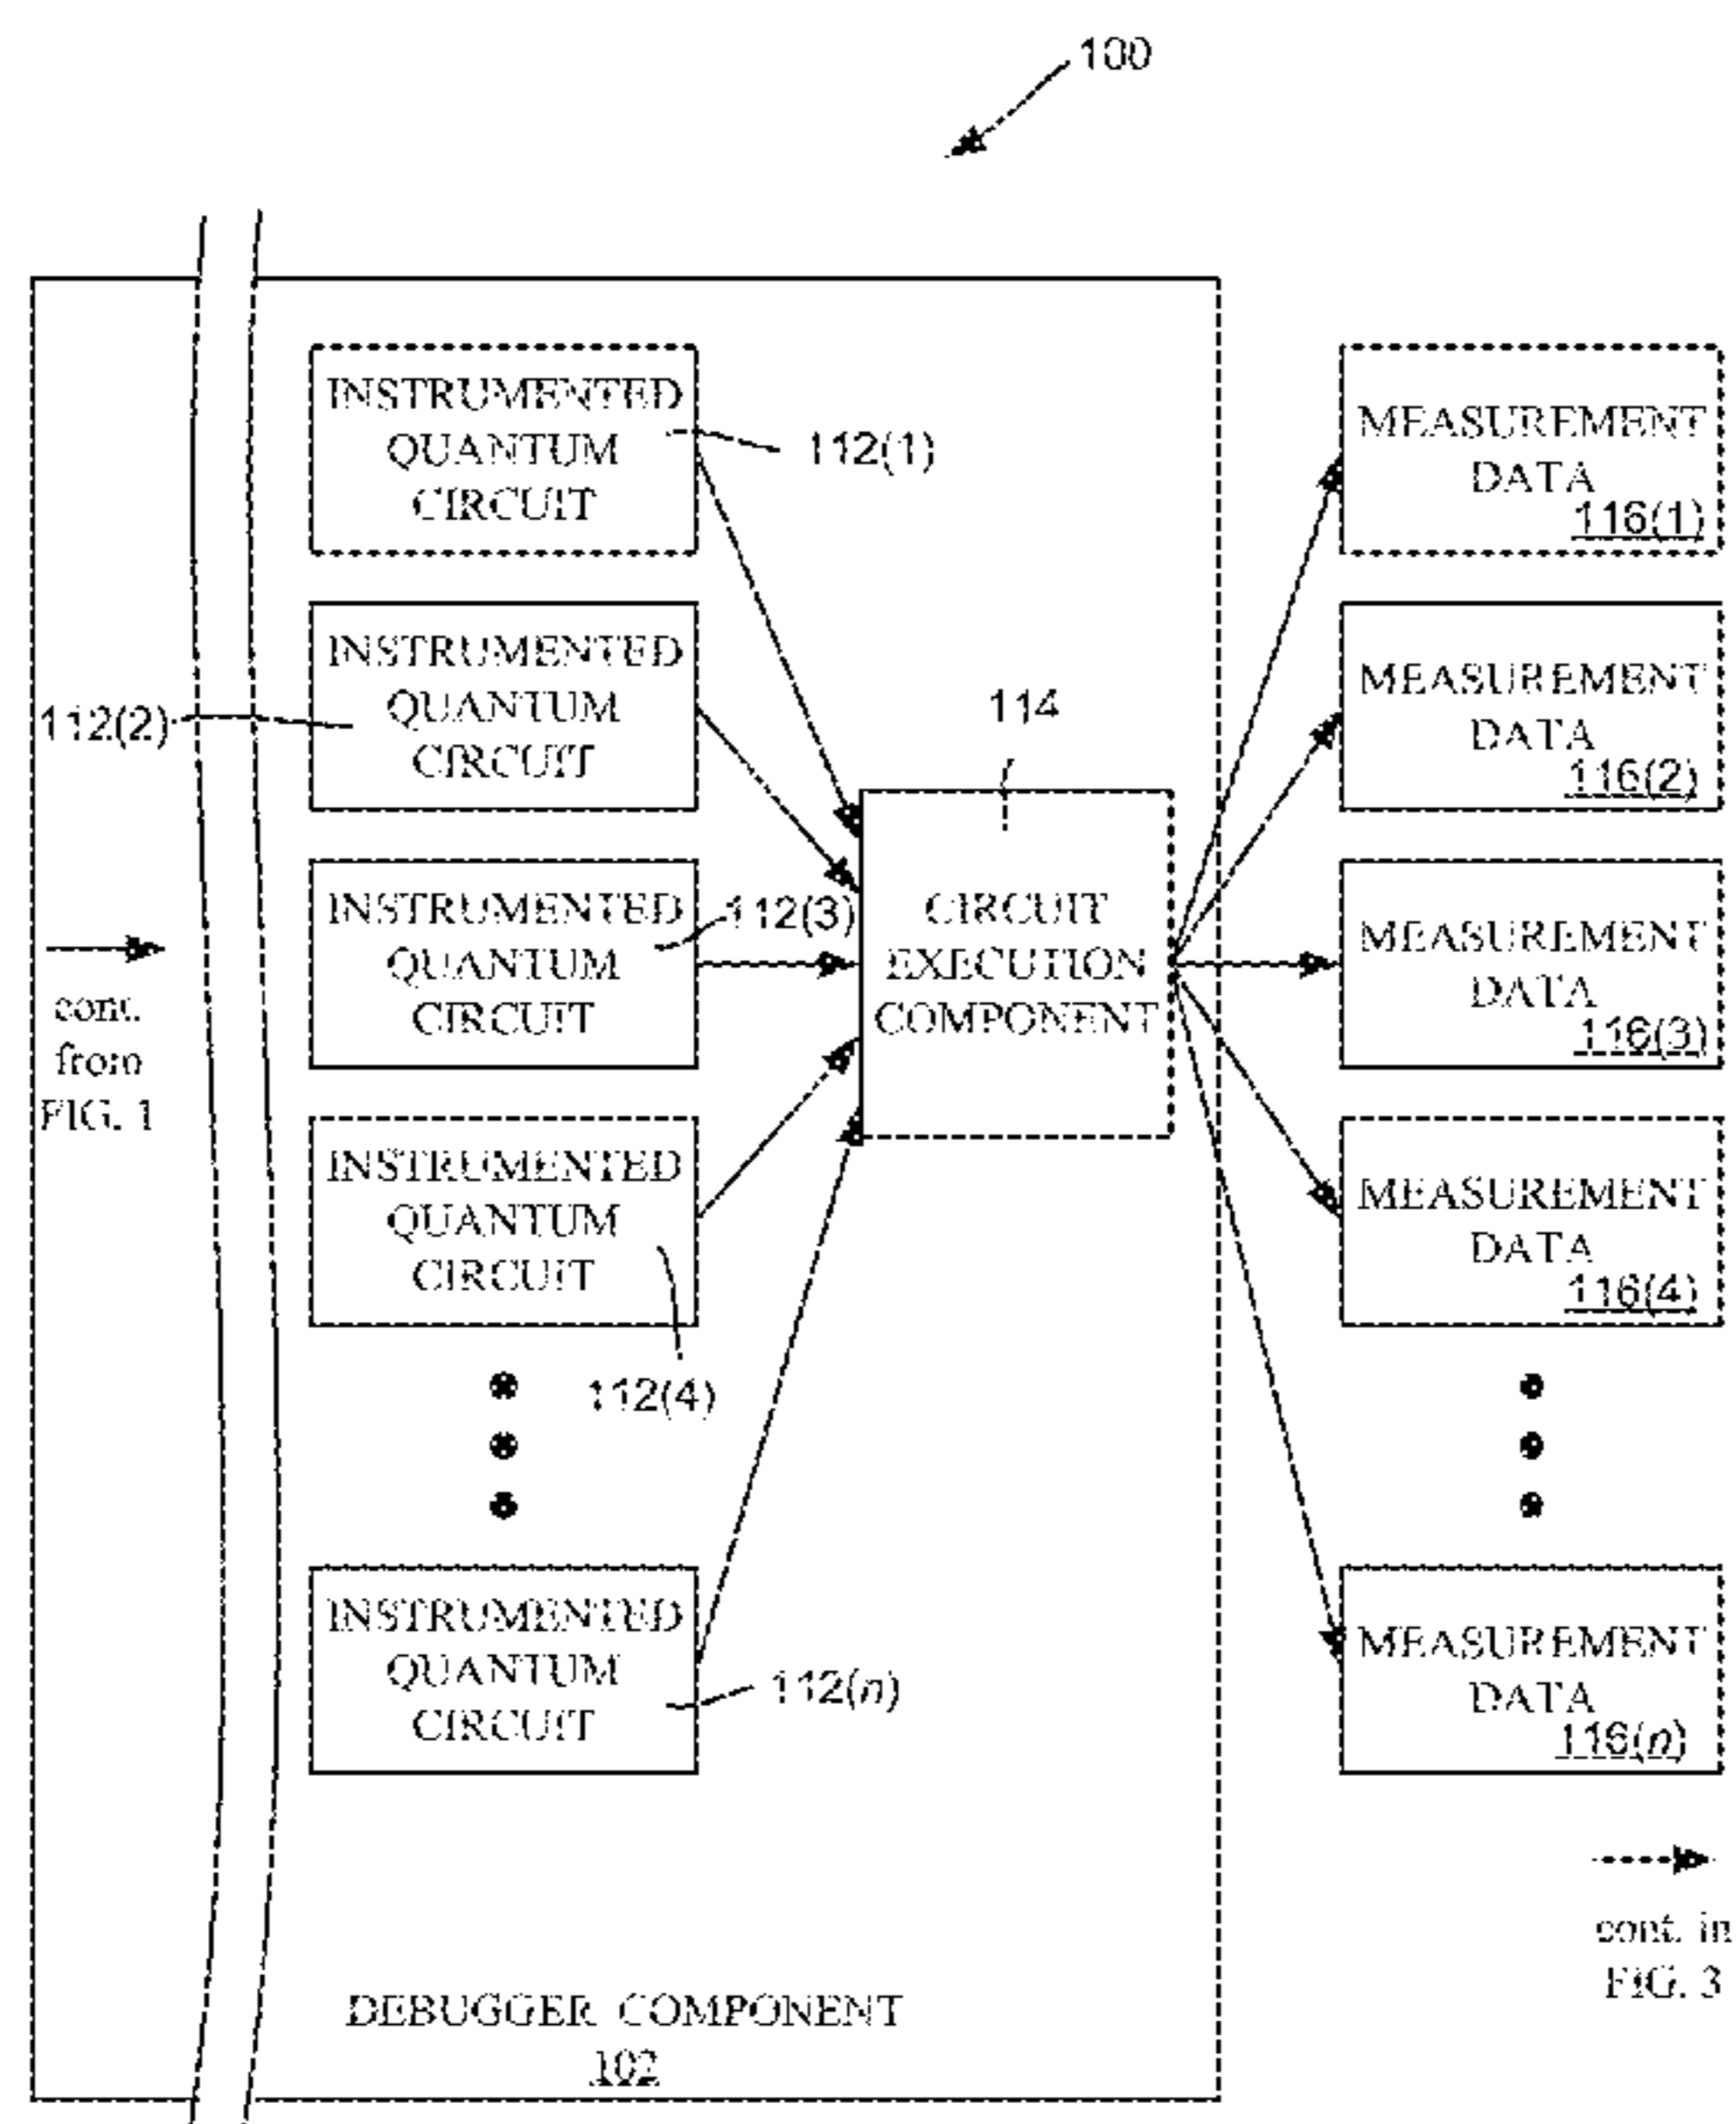 100
INSTRUMENTED
QUANTUM
CIRCUIT
112(1)
MEASUREMENT
DATA
116(1)
INSTRUMENTED
QUANTUM
CIRCUIT
112(2)
MEASUREMENT
DATA
116(2)
114
INSTRUMENTED
QUANTUM
CIRCUIT
112(3)
CIRCUIT
EXECUTION
COMPONENT
MEASUREMENT
DATA
116(3)
cont.
from
FIG. 1
INSTRUMENTED
QUANTUM
CIRCUIT
112(4)
MEASUREMENT
DATA
116(4)
INSTRUMENTED
QUANTUM
CIRCUIT
112(n)
MEASUREMENT
DATA
116(n)
cont. in
FIG. 3
DEBUGGER COMPONENT
102